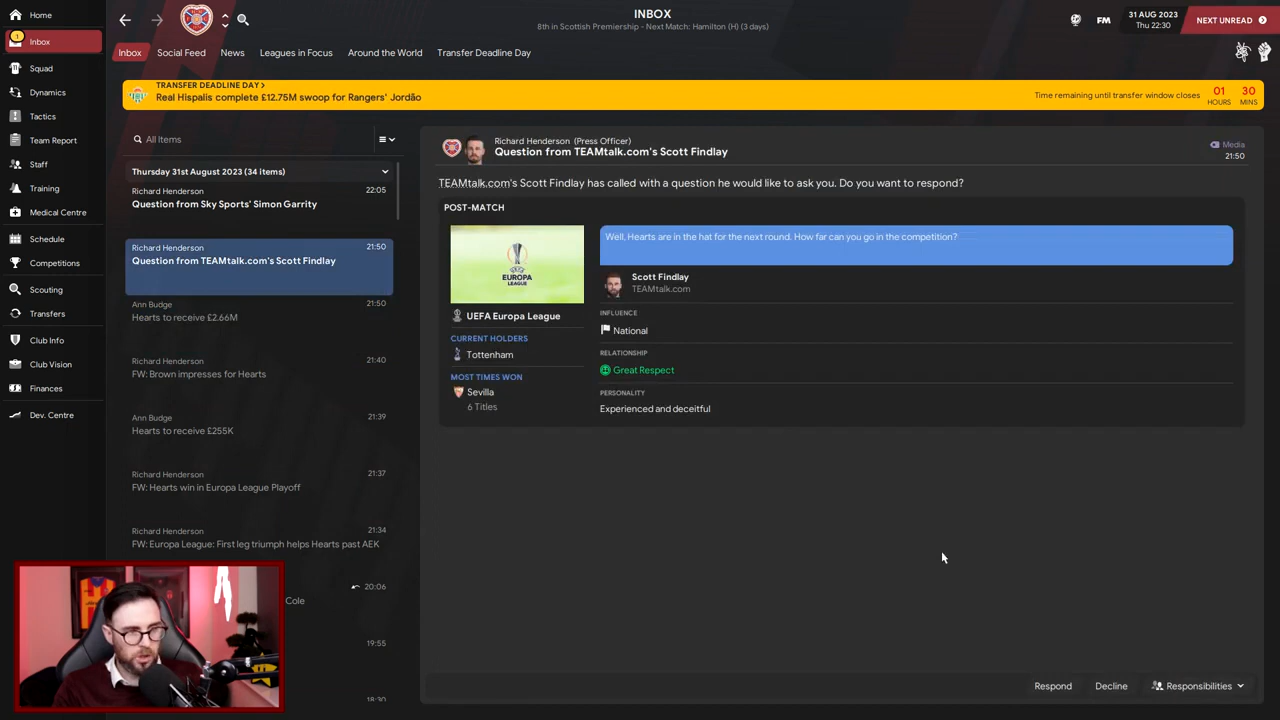 Home
1
Inbox
Squad
Dynamics
Tactics
Team Report
Staff
Training
Medical Centre
Schedule
Competitions
Scouting
Transfers
Club Info
Club Vision
Finances
Dev. Centre
INBOX
8th in Scottish Premiership - Next Match: Hamilton (H) (3 days)
FM
31 AUG 2023
Thu 22:30
NEXT UNREAD
Inbox
Social Feed
News
Leagues in Focus
Around the World
Transfer Deadline Day
TRANSFER DEADLINE DAY >
Real Hispalis complete £12.75M swoop for Rangers' Jordão
Time remaining until transfer window closes
01 30
HOURS MINS
All Items
Thursday 31st August 2023 (34 items)
Richard Henderson 22:05
Question from Sky Sports' Simon Garrity
Richard Henderson 21:50
Question from TEAMtalk.com's Scott Findlay
Ann Budge 21:50
Hearts to receive £2.66M
Richard Henderson 21:40
FW: Brown impresses for Hearts
Ann Budge 21:39
Hearts to receive £255K
Richard Henderson 21:37
FW: Hearts win in Europa League Playoff
Richard Henderson 21:34
FW: Europa League: First leg triumph helps Hearts past AEK
20:06
Cole
19:55
18:30
Richard Henderson (Press Officer)
Question from TEAMtalk.com's Scott Findlay
Media
21:50
TEAMtalk.com's Scott Findlay has called with a question he would like to ask you. Do you want to respond?
POST-MATCH
EUROPA
LEAGUE
UEFA Europa League
CURRENT HOLDERS
Tottenham
MOST TIMES WON
Sevilla
6 Titles
Well, Hearts are in the hat for the next round. How far can you go in the competition?
Scott Findlay
TEAMtalk.com
INFLUENCE
National
RELATIONSHIP
Great Respect
PERSONALITY
Experienced and deceitful
Respond
Decline
Responsibilities